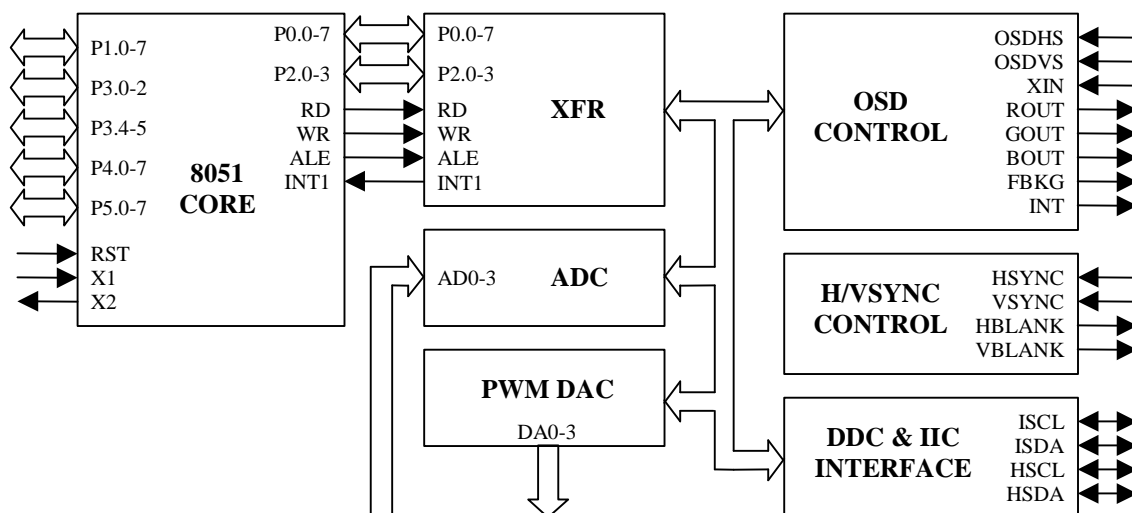 P1.0-7
P3.0-2
P3.4-5
P4.0-7
P5.0-7
RST
X1
X2
8051
CORE
P0.0-7
P2.0-3
RD
WR
ALE
INT1
P0.0-7
P2.0-3
RD
WR
ALE
INT1
XFR
AD0-3
ADC
PWM DAC
DA0-3
OSD
CONTROL
OSDHS
OSDVS
XIN
ROUT
GOUT
BOUT
FBKG
INT
H/VSYNC
CONTROL
HSYNC
VSYNC
HBLANK
VBLANK
DDC & IIC
INTERFACE
ISCL
ISDA
HSCL
HSDA